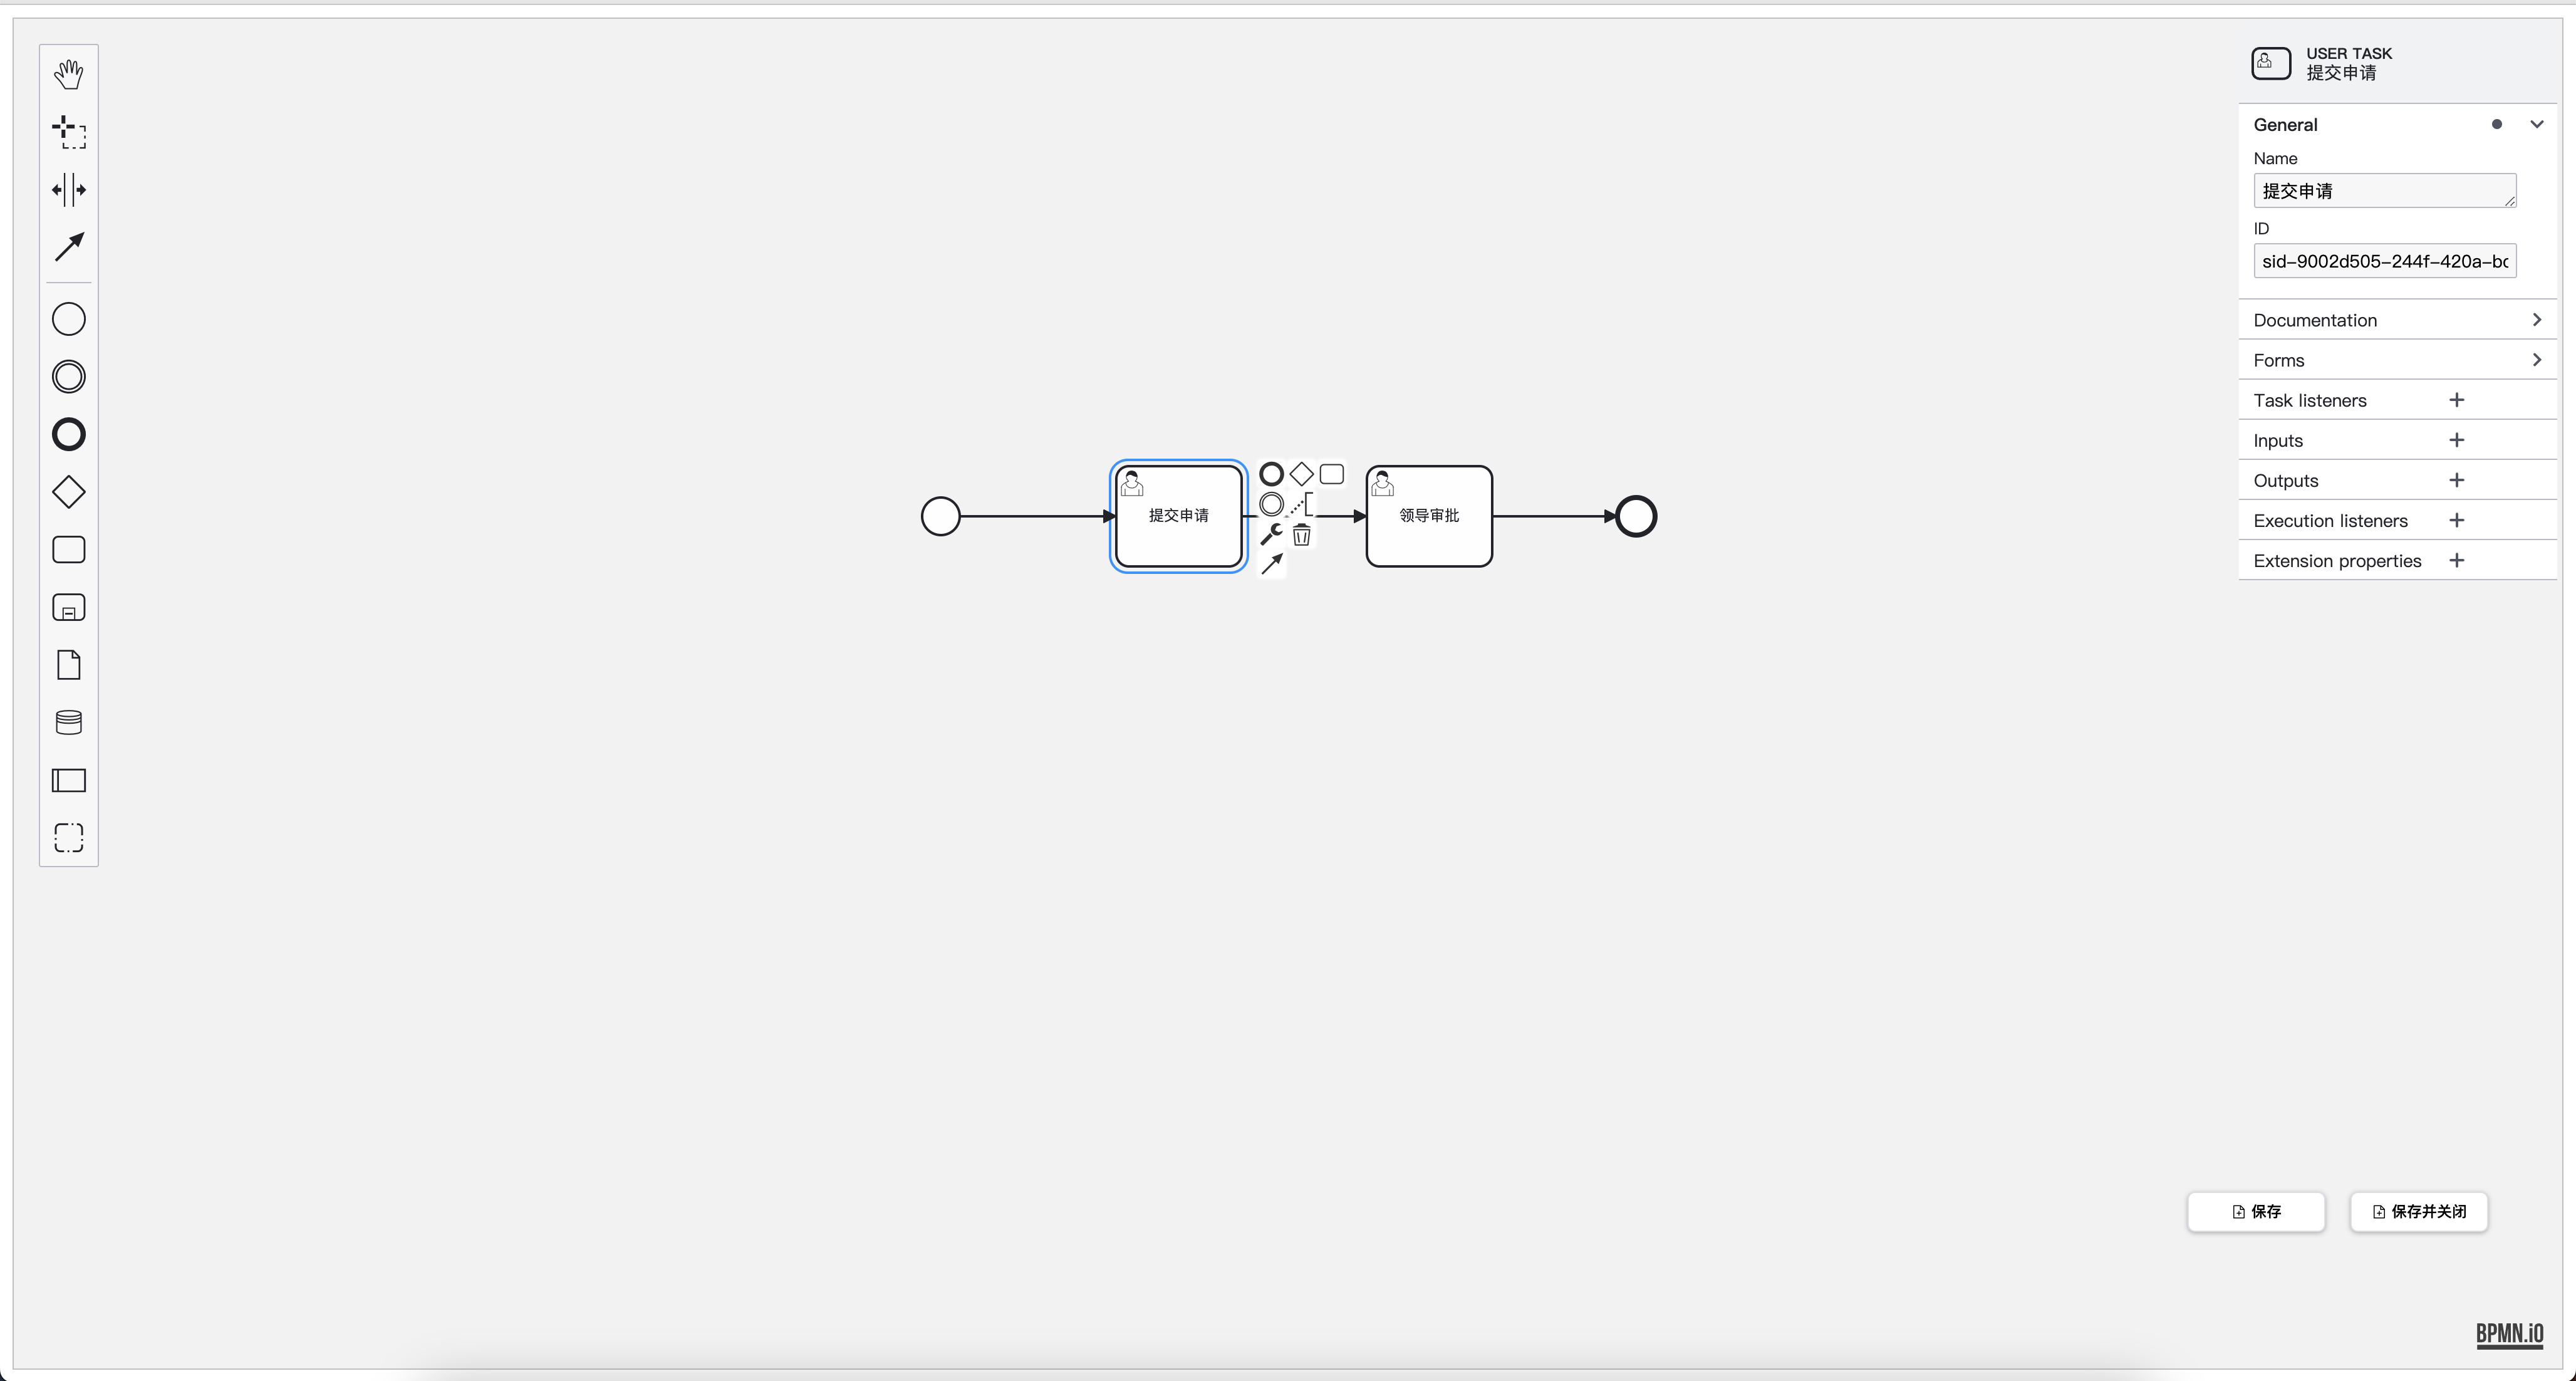 USER TASK
提交申请
General
Name
提交申请
ID
sid-9002d505-244f-420a-bc
Documentation
Forms
Task listeners
Inputs
Outputs
Execution listeners
Extension properties
提交申请
领导审批
保存
保存并关闭
BPMN.iO